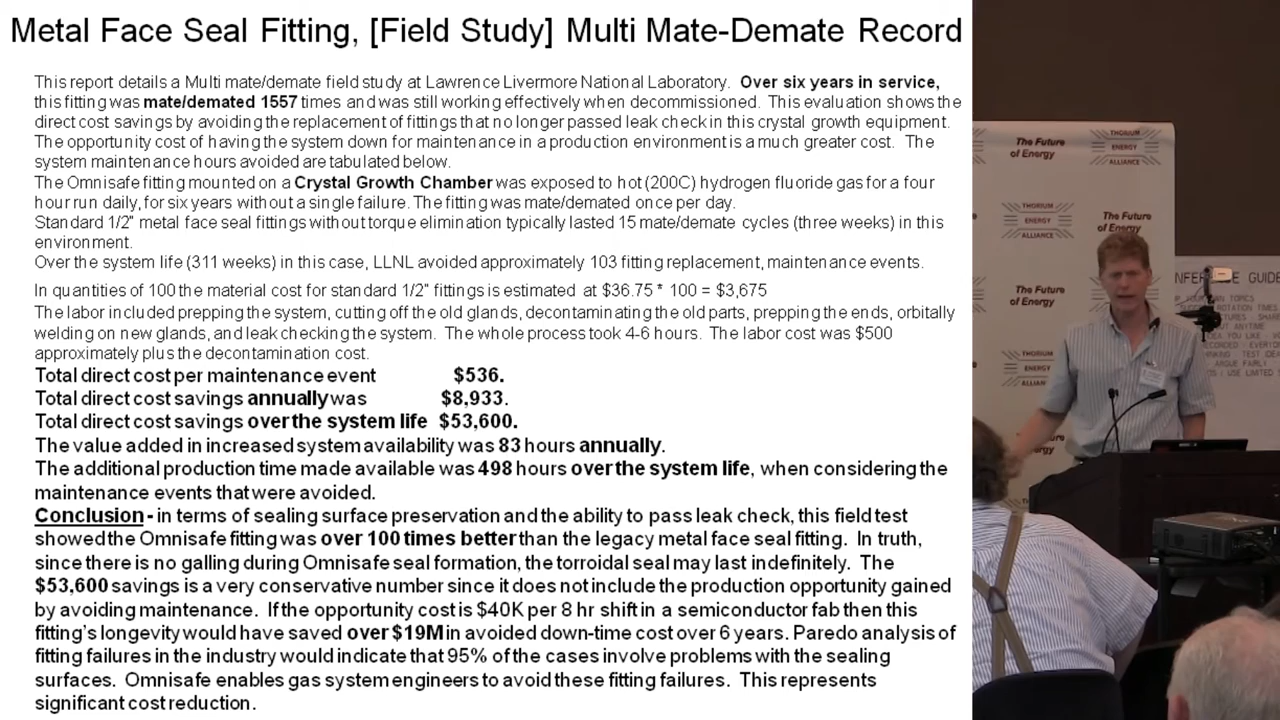 Metal Face Seal Fitting, [Field Study] Multi Mate-Demate Record
This report details a Multi mate/demate field study at Lawrence Livermore National Laboratory. Over six years in service,
this fitting was mate/demated 1557 times and was still working effectively when decommissioned. This evaluation shows the
direct cost savings by avoiding the replacement of fittings that no longer passed leak check in this crystal growth equipment.
The opportunity cost of having the system down for maintenance in a production environment is a much greater cost. The
system maintenance hours avoided are tabulated below.
The Omnisafe fitting mounted on a Crystal Growth Chamber was exposed to hot (200C) hydrogen fluoride gas for a four
hour run daily, for six years without a single failure. The fitting was mate/demated once per day.
Standard 1/2" metal face seal fittings without torque elimination typically lasted 15 mate/demate cycles (three weeks) in this
environment.
Over the system life (311 weeks) in this case, LLNL avoided approximately 103 fitting replacement, maintenance events.
In quantities of 100 the material cost for standard 1/2" fittings estimated at $36.75 * 100 = $3,675
The labor included prepping the system, cutting off the old glands, decontaminating the old parts, prepping the ends, orbitally
welding on new glands, and leak checking the system. The whole process took 4-6 hours. The labor cost was $500
approximately plus the decontamination cost.
Total direct cost per maintenance event $536.
Total direct cost savings annually was $8,933.
Total direct cost savings over the system life $53,600.
The value added in increased system availability was 83 hours annually.
The additional production time made available was 498 hours over the system life, when considering the
maintenance events that were avoided.
Conclusion - in terms of sealing surface preservation and the ability to pass leak check, this field test
showed the Omnisafe fitting was over 100 times better than the legacy metal face seal fitting. In truth,
since there is no galling during Omnisafe seal formation, the torroidal seal may last indefinitely. The
$53,600 savings is a very conservative number since it does not include the production opportunity gained
by avoiding maintenance. If the opportunity cost is $40K per 8 hr shift in a semiconductor fab then this
fitting's longevity would have saved over $19M in avoided down-time cost over 6 years. Paredo analysis of
fitting failures in the industry would indicate that 95% of the cases involve problems with the sealing
surfaces. Omnisafe enables gas system engineers to avoid these fitting failures. This represents
significant cost reduction.
The Future
of Energy
THORIUM
ENERGY
ALLIANCE
THORIUM
ENERGY
ALLIANCE
The Future
of Energy
The Future
of Energy
THORIUM
ENERGY